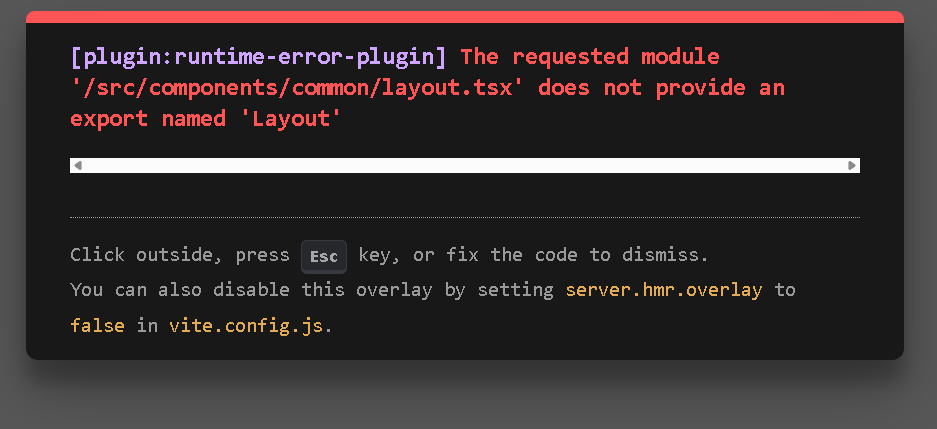 [plugin:runtime-error-plugin] The requested module
'/src/components/common/layout.tsx' does not provide an
export named 'Layout'
Click outside, press Esc key, or fix the code to dismiss.
You can also disable this overlay by setting server.hmr.overlay to
false in vite.config.js.